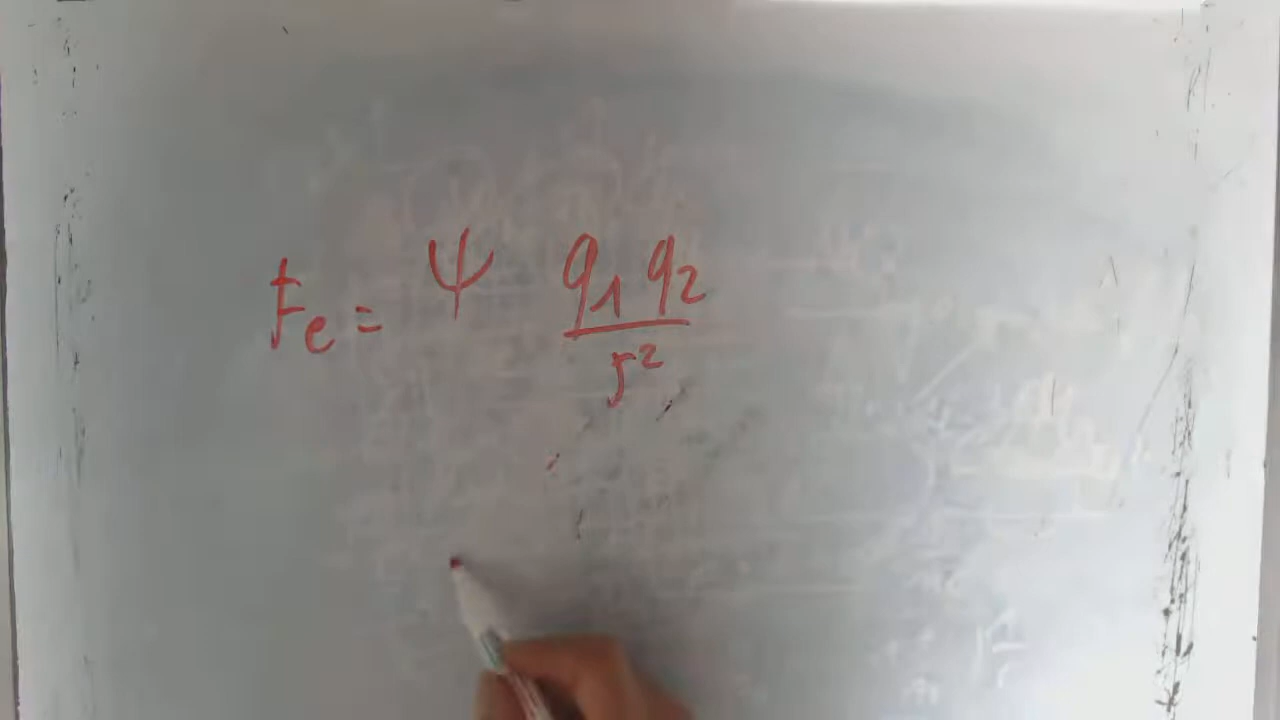 Fe = ψ q1 q2 / r²